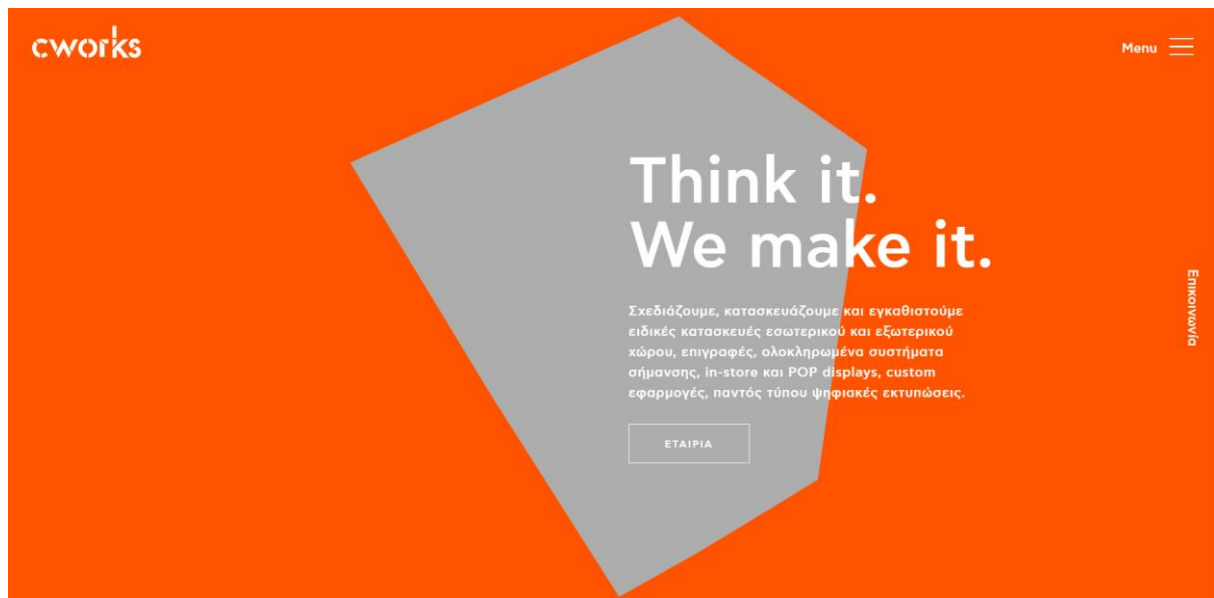 cworks
Menu
Think it.
We make it.
Σχεδιάζουμε, κατασκευάζουμε και εγκαθιστούμε
ειδικές κατασκευές εσωτερικού και εξωτερικού
χώρου, επιγραφές, ολοκληρωμένα συστήματα
σήμανσης, in-store και POP displays, custom
εφαρμογές, παντός τύπου ψηφιακές εκτυπώσεις.
ΕΤΑΙΡΙΑ
Επικοινωνία